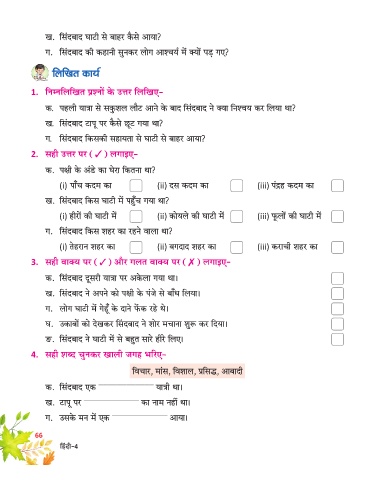 ख. सिंदबाद घाटी से बाहर कैसे आया?
ग. सिंदबाद की कहानी सुनकर लोग आश्चर्य में क्यों पड़ गए?
लिखित कार्य
1. निम्नलिखित प्रश्नों के उत्तर लिखिए–
क. पहली यात्रा से सकुशल लौट आने के बाद सिंदबाद ने क्या निश्चय कर लिया था?
ख. सिंदबाद टापू पर कैसे छूट गया था?
ग. सिंदबाद किसकी सहायता से घाटी से बाहर आया?
2. सही उत्तर पर ( ✓ ) लगाइए–
क. पक्षी के अंडे का घेरा कितना था?
(i) पाँच कदम का (ii) दस कदम का (iii) पंद्रह कदम का
ख. सिंदबाद किस घाटी में पहुँच गया था?
(i) हीरों की घाटी में (ii) कोयले की घाटी में (iii) फूलों की घाटी में
ग. सिंदबाद किस शहर का रहने वाला था?
(i) तेहरान शहर का (ii) बगदाद शहर का (iii) कराची शहर का
3. सही वाक्य पर ( ✓ ) और गलत वाक्य पर ( ✗ ) लगाइए–
क. सिंदबाद दूसरी यात्रा पर अकेला गया था।
ख. सिंदबाद ने अपने को पक्षी के पंजे से बाँध लिया।
ग. लोग घाटी में गेहूँ के दाने फेंक रहे थे।
घ. उकाबों को देखकर सिंदबाद ने शोर मचाना शुरू कर दिया।
ङ. सिंदबाद ने घाटी में से बहुत सारे हीरे लिए।
4. सही शब्द चुनकर खाली जगह भरिए–
विचार, मांस, विशाल, प्रसिद्ध, आबादी
क. सिंदबाद एक ____________ यात्री था।
ख. टापू पर ____________ का नाम नहीं था।
ग. उसके मन में एक ____________ आया।
66
हिंदी-4